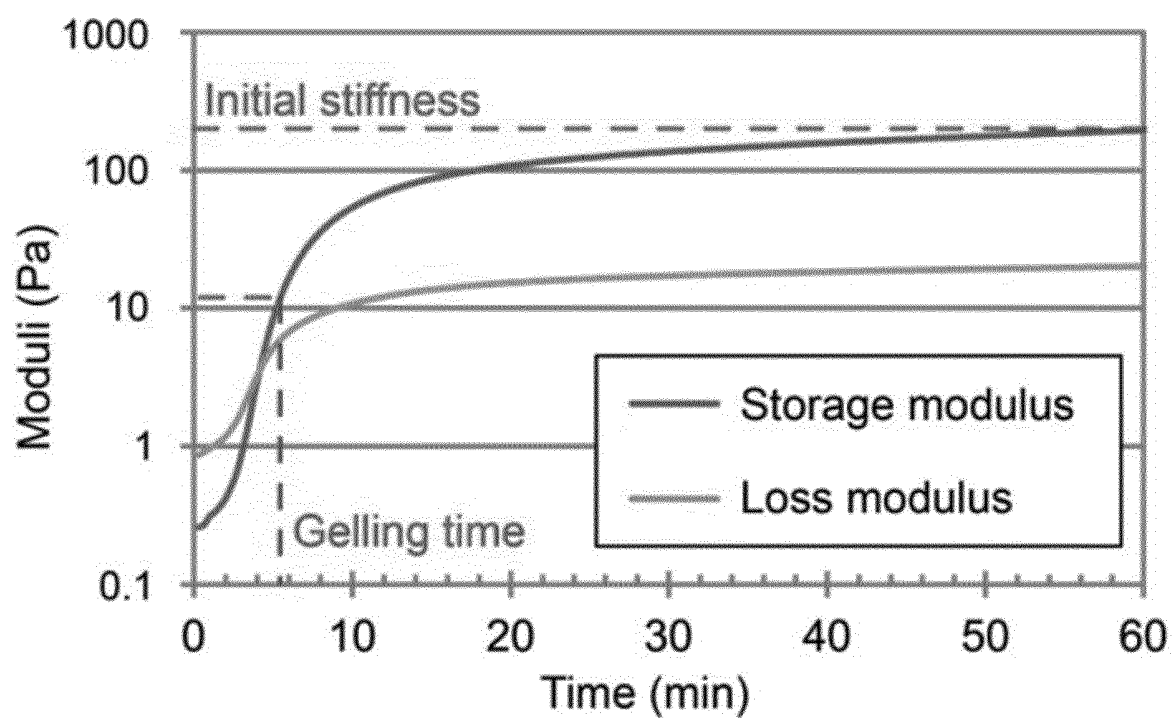 1000
Initial stiffness
100
Moduli (Pa)
10
Storage modulus
1
Loss modulus
Gelling time
0.1
0 10 20 30 40 50 60
Time (min)